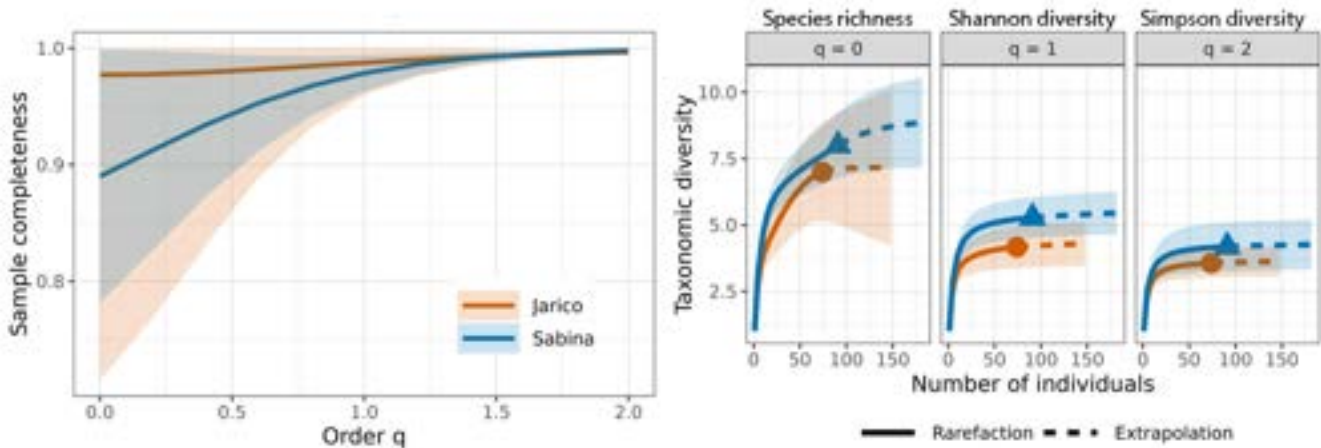 Sample completeness
1.0
0.9
0.8
0.0
0.5
1.0
1.5
2.0
Order q
Jarico
Sabina
Species richness
Shannon diversity
Simpson diversity
q = 0
q = 1
q = 2
Taxonomic diversity
10.0
7.5
5.0
2.5
0 50 100 150
0 50 100 150
0 50 100 150
Number of individuals
Rarefaction
Extrapolation